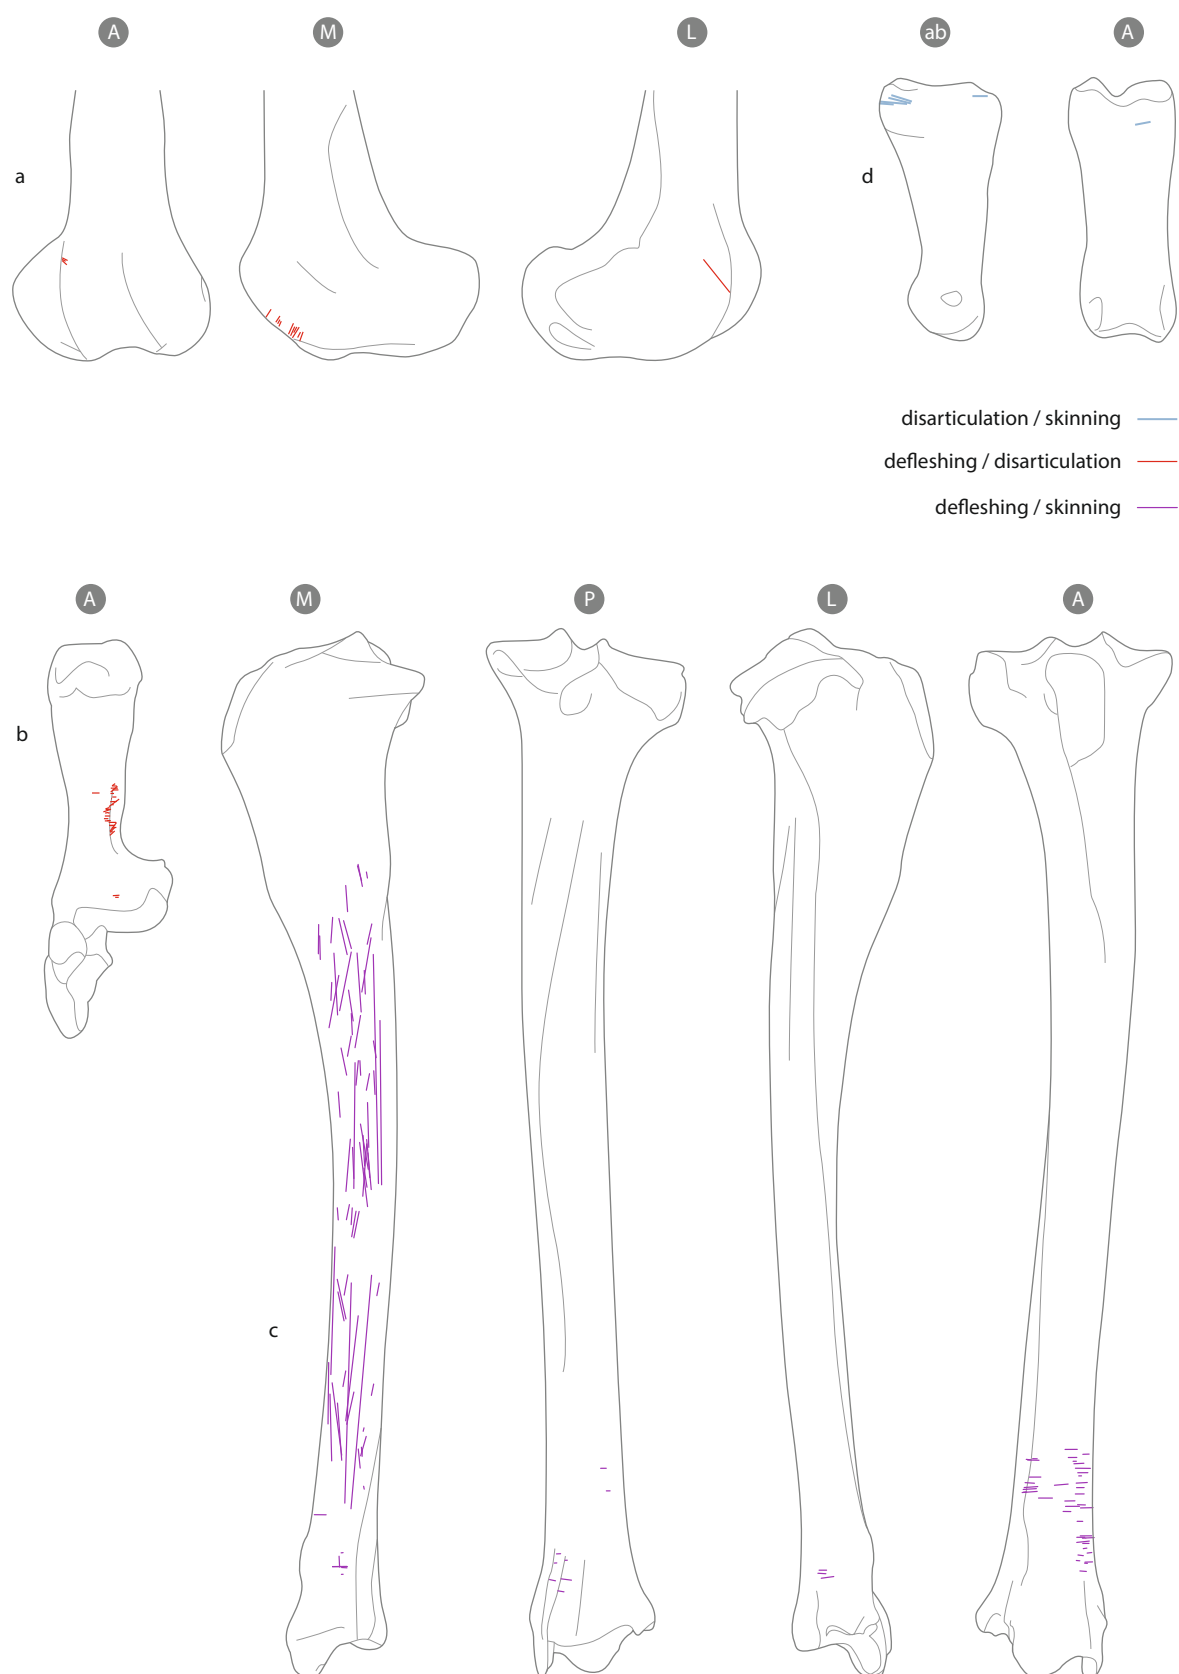 A M L ab A
a
d
disarticulation / skinning
defleshing / disarticulation
defleshing / skinning
A M P L A
b
c